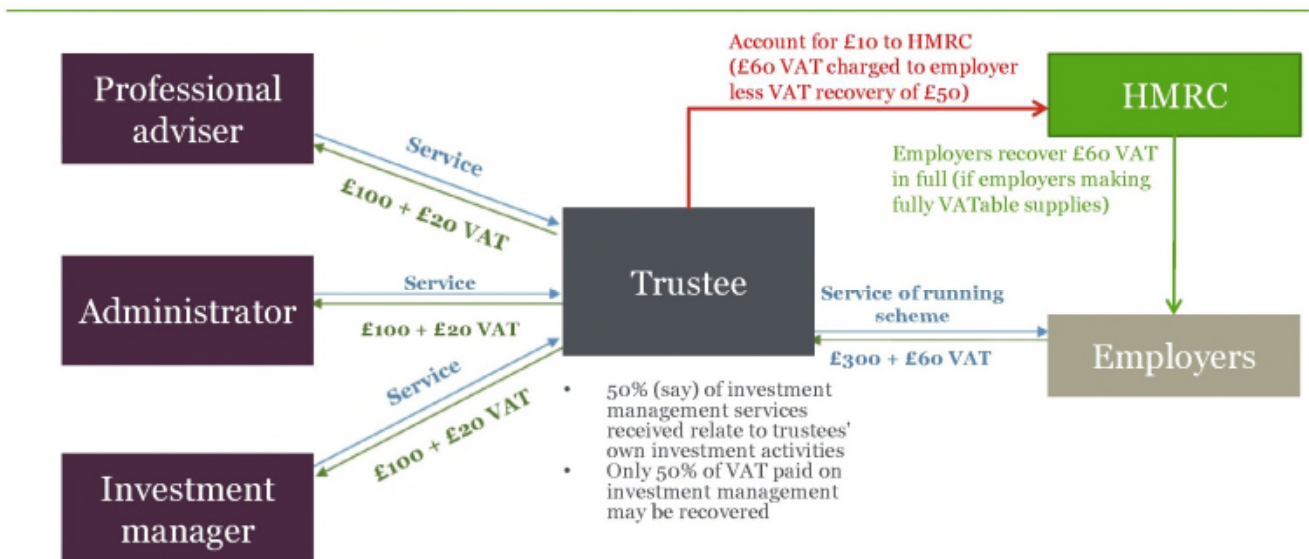 Professional
adviser
Service
£100 + £20 VAT
Administrator
Service
£100 + £20 VAT
Investment
manager
Service
£100 + £20 VAT
Trustee
• 50% (say) of investment
management services
received relate to trustees'
own investment activities
• Only 50% of VAT paid on
investment management
may be recovered
Account for £10 to HMRC
(£60 VAT charged to employer
less VAT recovery of £50)
HMRC
Employers recover £60 VAT
in full (if employers making
fully VATable supplies)
Service of running
scheme
£300 + £60 VAT
Employers